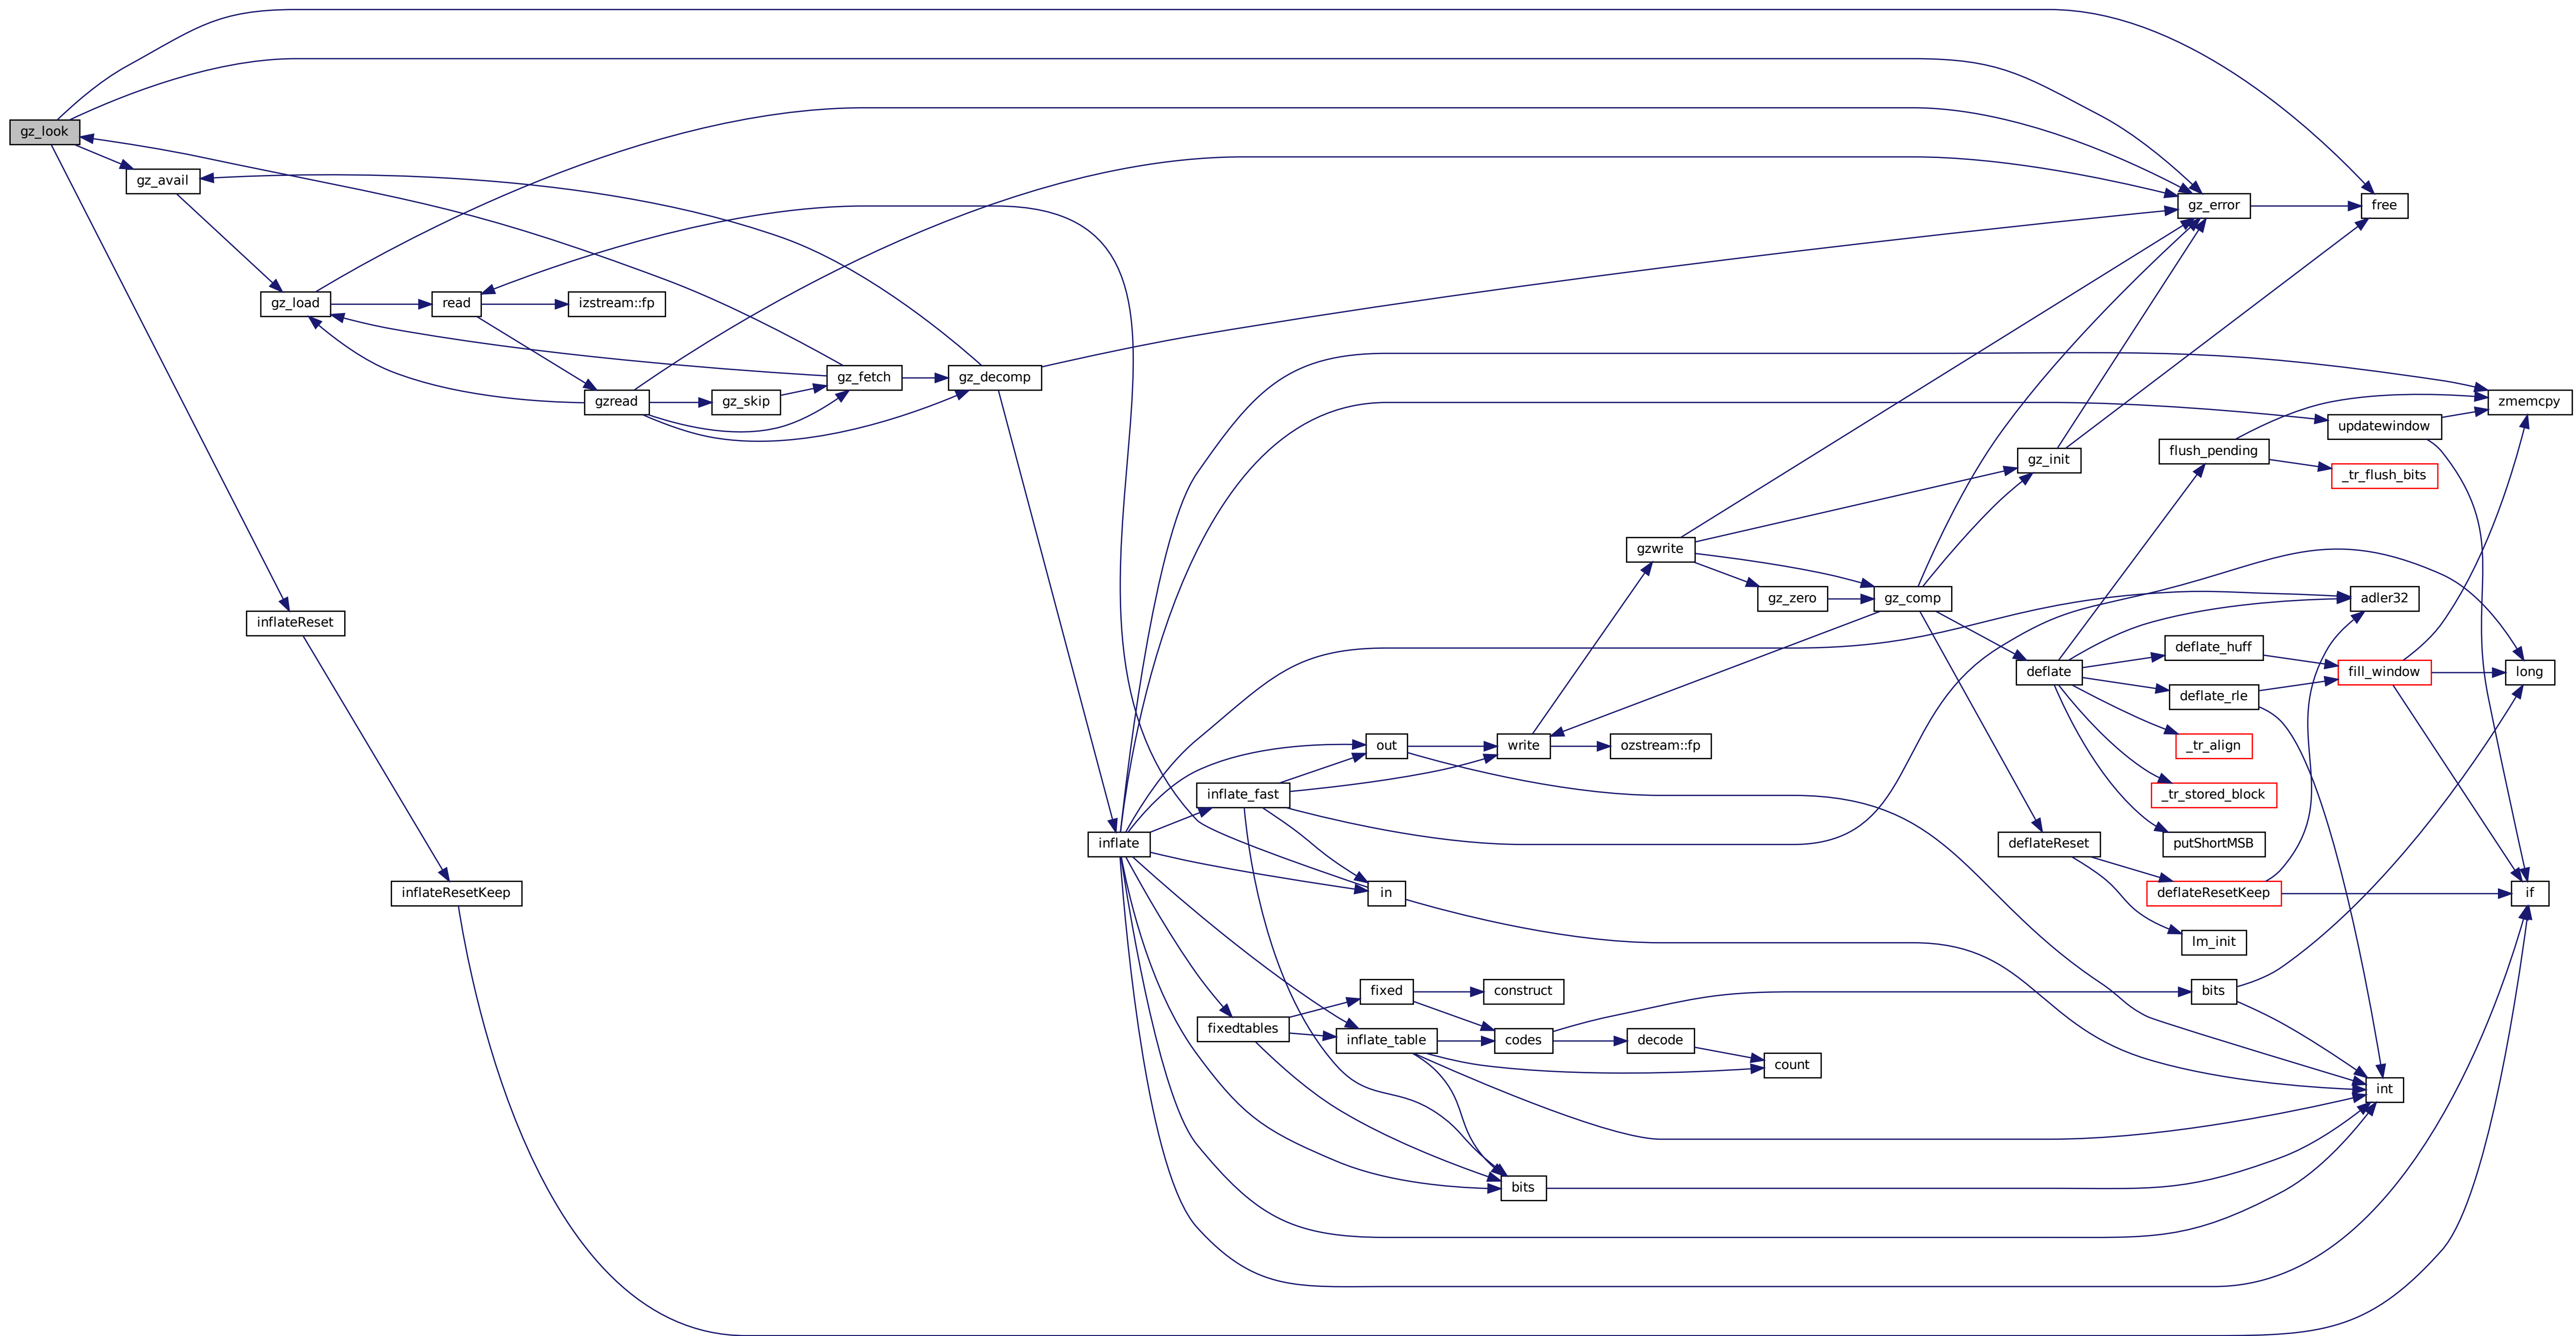 gz_look
gz_avail
gz_error
free
gz_load
read
izstream::fp
gz_fetch
gz_decomp
gzread
gz_skip
zmemcpy
updatewindow
flush_pending
gz_init
_tr_flush_bits
gzwrite
gz_zero
gz_comp
adler32
inflateReset
deflate_huff
deflate
fill_window
long
deflate_rle
out
write
ozstream::fp
_tr_align
inflate_fast
_tr_stored_block
inflate
deflateReset
putShortMSB
inflateResetKeep
in
deflateResetKeep
if
lm_init
fixed
construct
bits
fixedtables
inflate_table
codes
decode
count
int
bits